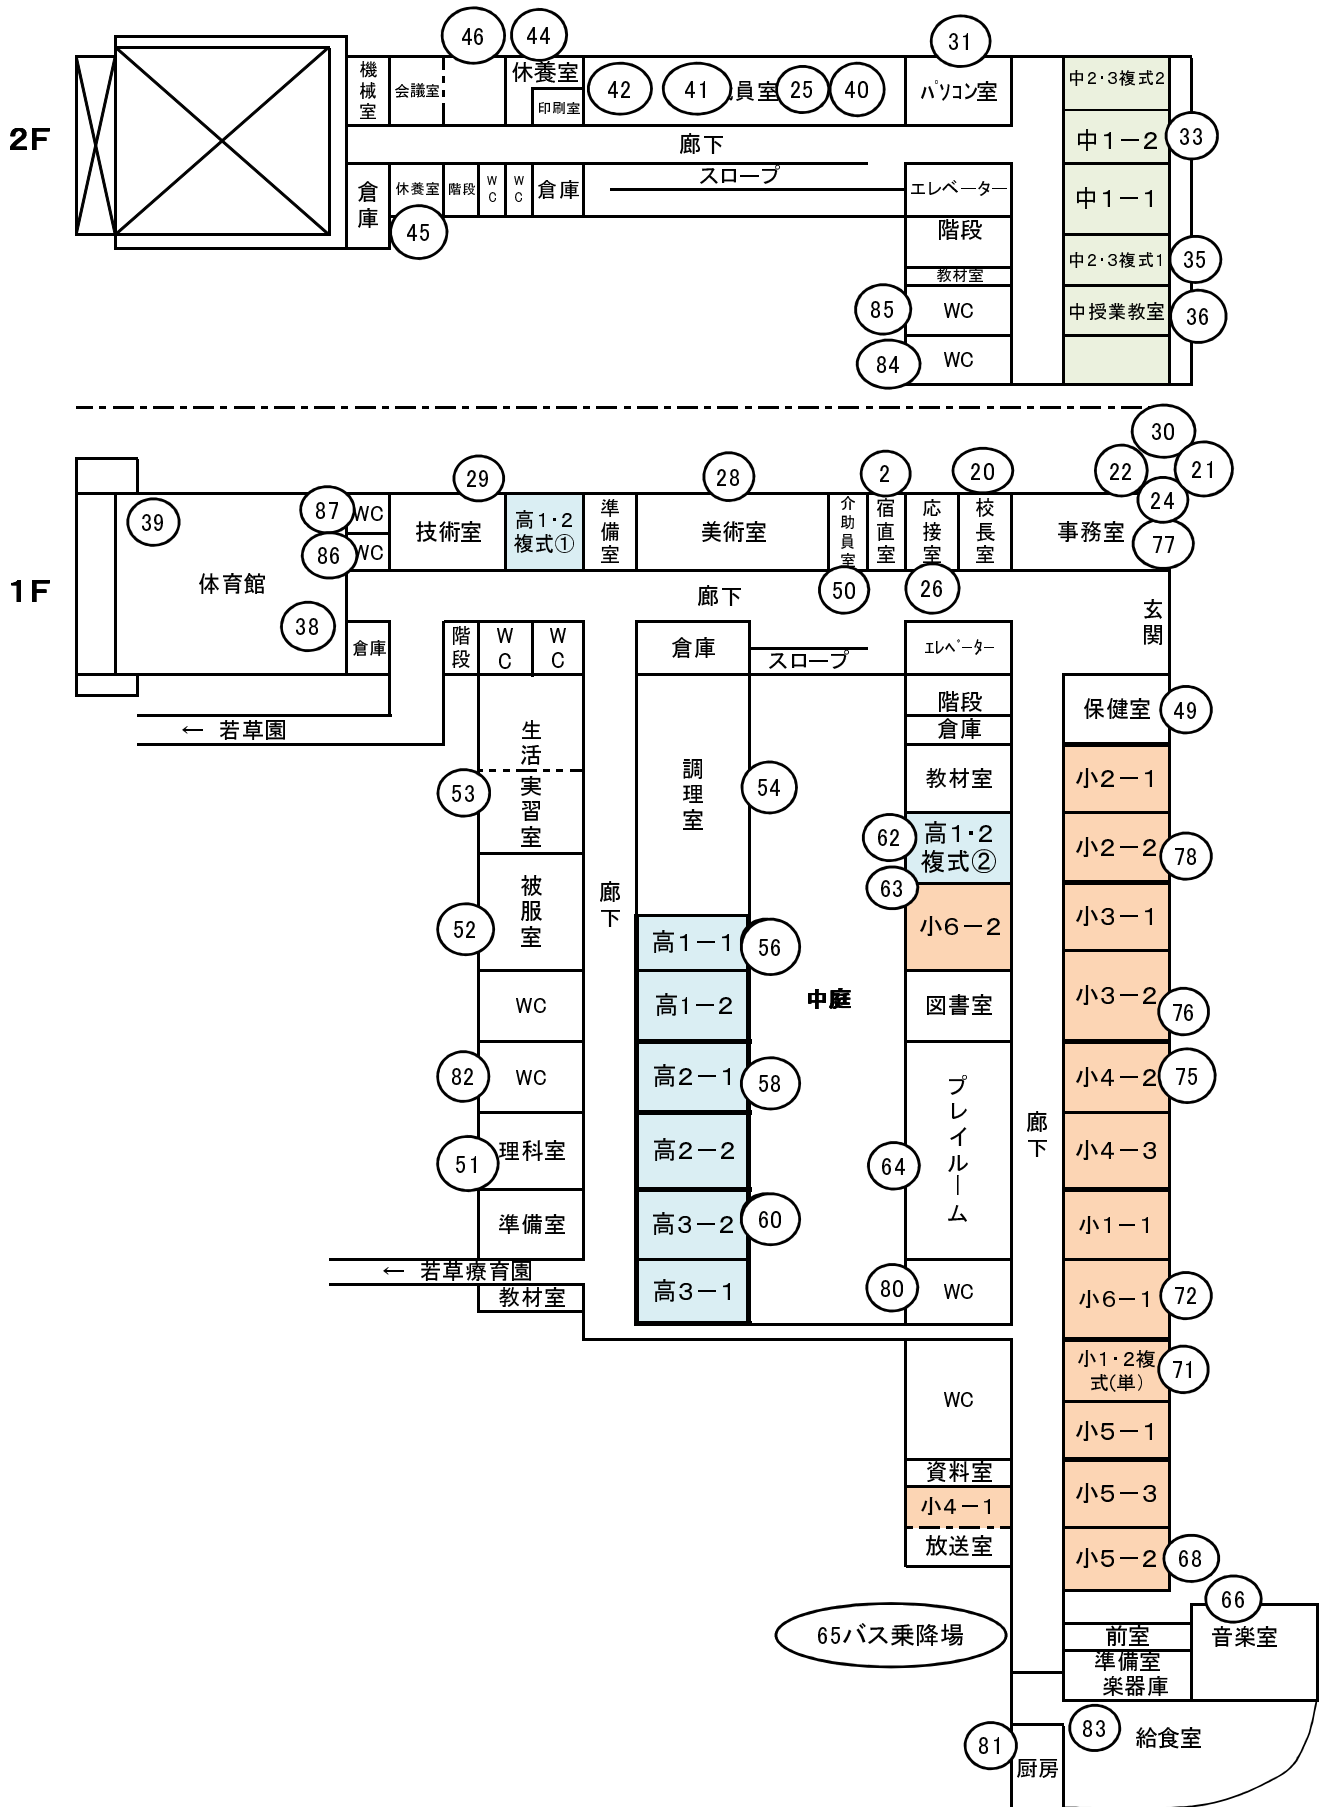 46
44
31
機械室
会議室
休養室
印刷室
42
41
員室
25
40
パソコン室
中2・3複式2
2F
廊下
中1－2
33
倉庫
休養室
階段
WC
WC
倉庫
スロープ
エレベーター
中1－1
45
階段
中2・3複式1
35
教材室
85
WC
中授業教室
36
84
WC
30
29
28
2
20
22
21
24
39
87
WC
技術室
高1・2
複式①
準備室
美術室
介助員室
宿直室
応接室
校長室
事務室
77
86
WC
1F
体育館
50
26
廊下
玄関
38
倉庫
階段
WC
WC
倉庫
スロープ
エレベーター
← 若草園
階段
保健室
49
倉庫
生活実習室
53
調理室
54
教材室
小2－1
62
高1・2
複式②
小2－2
78
63
被服室
52
廊下
高1－1
56
小6－2
小3－1
WC
高1－2
中庭
図書室
小3－2
76
82
WC
高2－1
58
プレイルーム
小4－2
75
51
理科室
高2－2
64
廊下
小4－3
準備室
高3－2
60
小1－1
← 若草療育園
教材室
高3－1
80
WC
小6－1
72
小1・2複
式(単)
71
WC
小5－1
資料室
小4－1
小5－3
放送室
小5－2
68
66
65バス乗降場
前室
音楽室
準備室
楽器庫
81
83
給食室
厨房